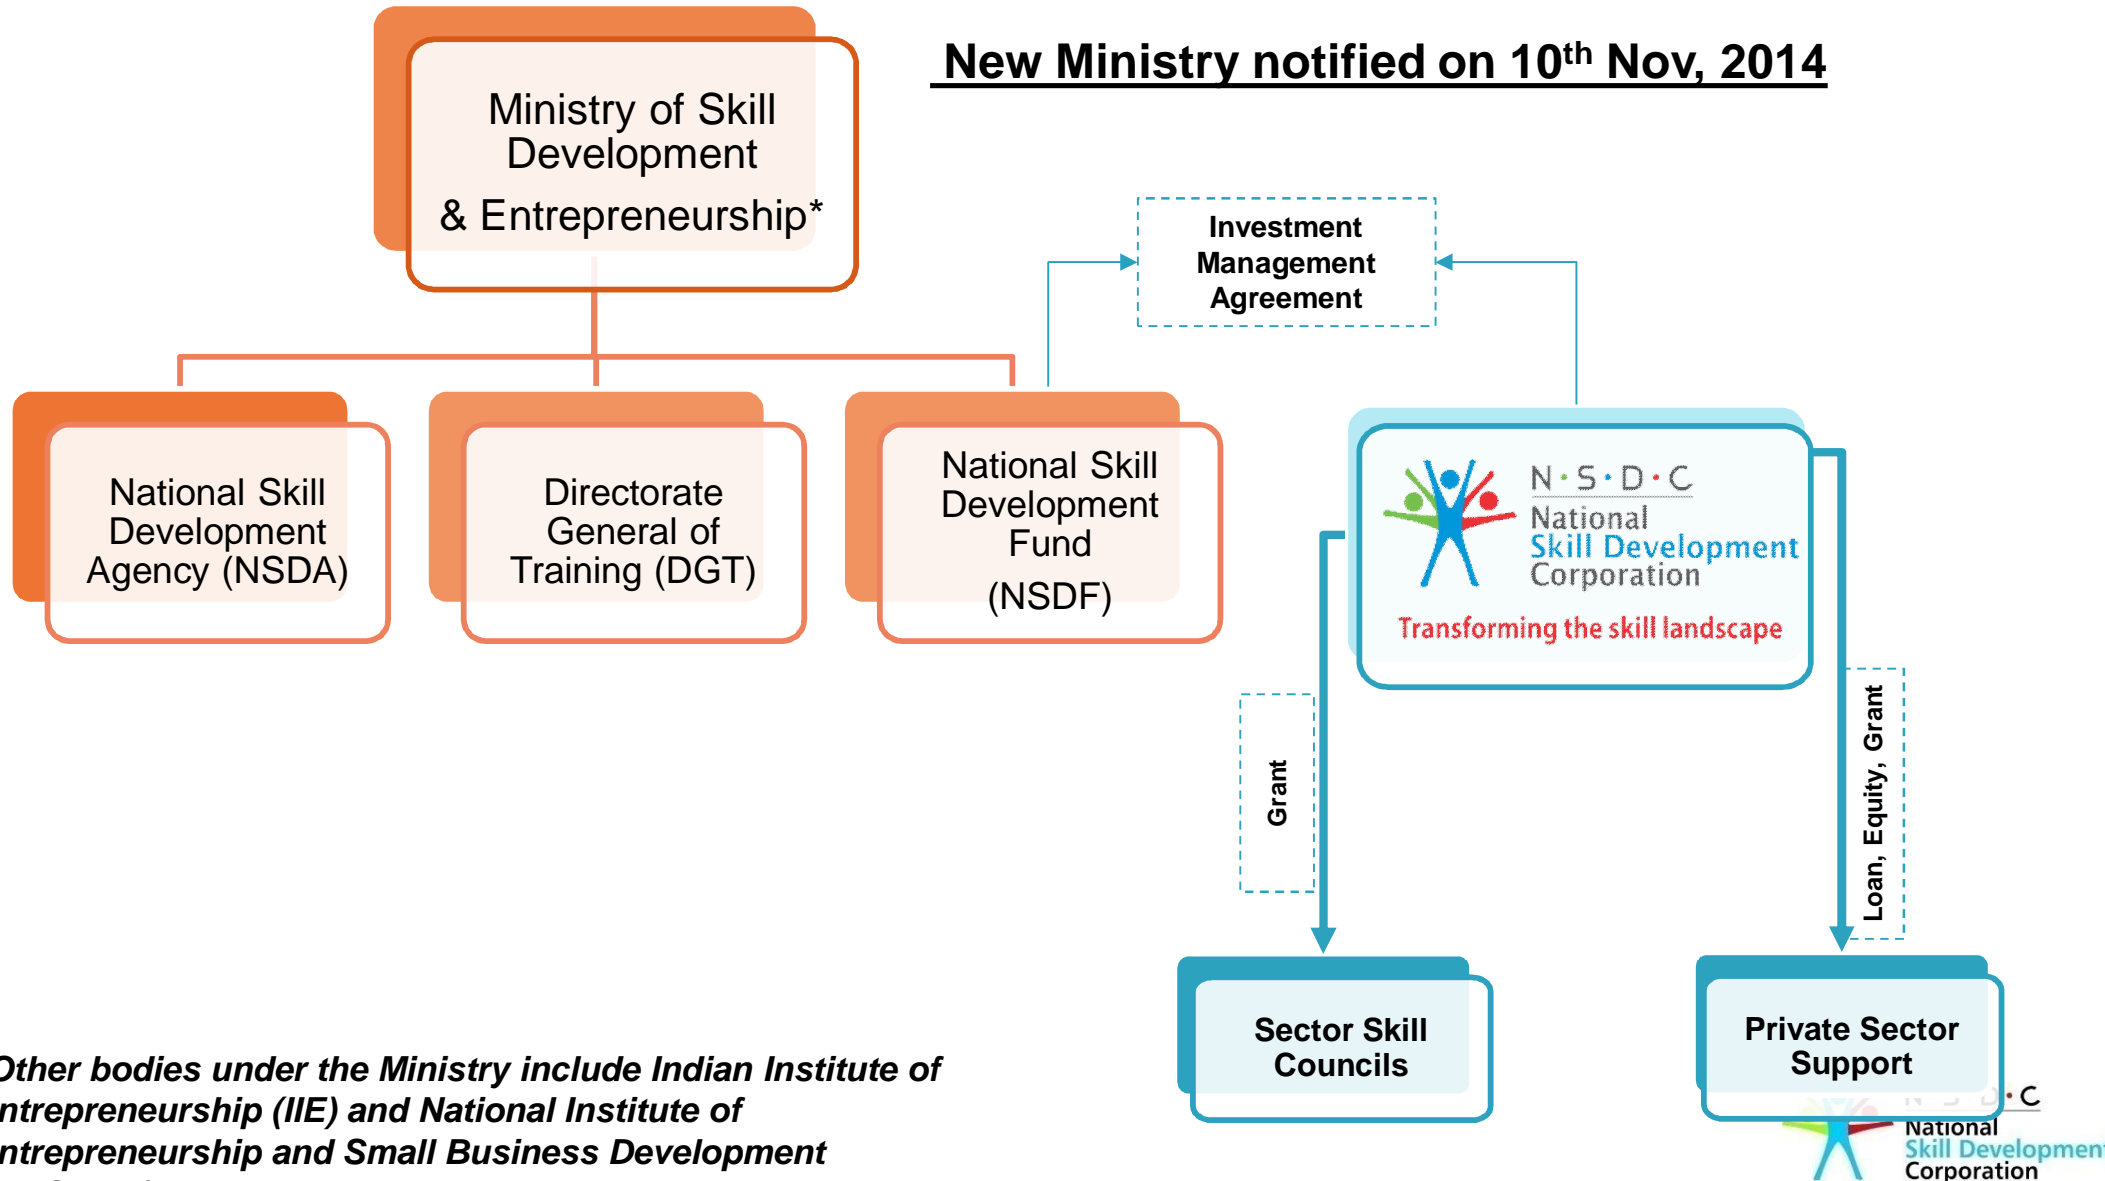 New Ministry notified on 10th Nov, 2014
Ministry of Skill
Development
& Entrepreneurship*
Investment
Management
Agreement
National Skill
Development
Agency (NSDA)
Directorate
General of
Training (DGT)
National Skill
Development
Fund
(NSDF)
N·S·D·C
National
Skill Development
Corporation
Transforming the skill landscape
Grant
Loan, Equity, Grant
Sector Skill
Councils
Private Sector
Support
Other bodies under the Ministry include Indian Institute of
ntrepreneurship (IIE) and National Institute of
ntrepreneurship and Small Business Development
National
Skill Development
Corporation